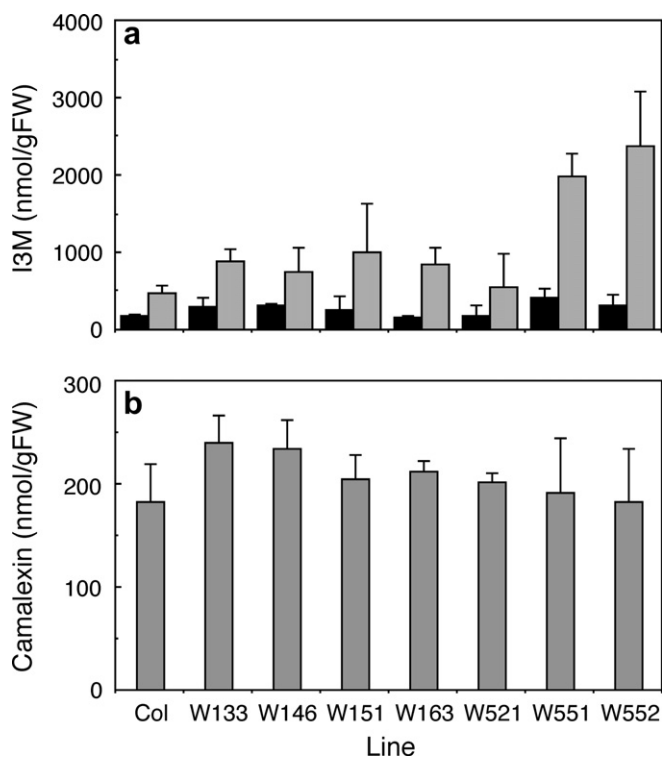 a
4000
3000
2000
1000
0
I3M (nmol/gFW)
b
300
200
100
0
Camalexin (nmol/gFW)
Col W133 W146 W151 W163 W521 W551 W552
Line